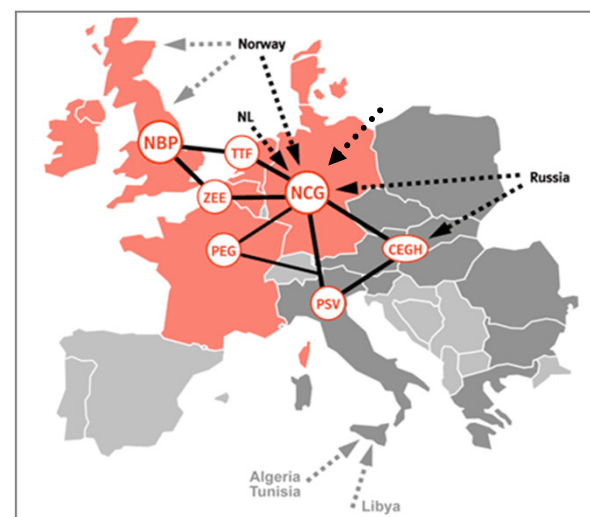 Norway
NL
NBP
TTF
NCG
ZEE
Russia
PEG
CEGH
PSV
Algeria
Tunisia
Libya